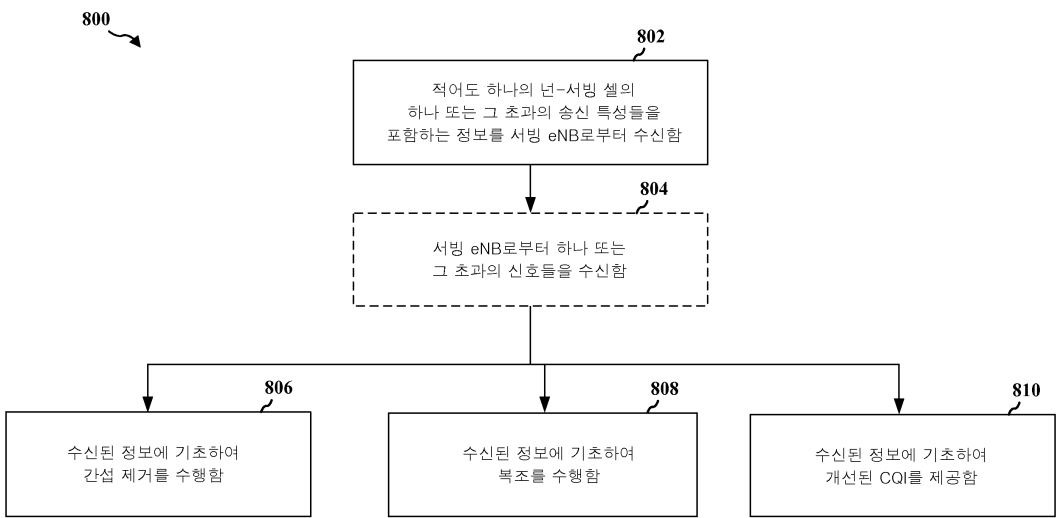 800
802
적어도 하나의 넌-서빙 셀의
하나 또는 그 초과의 송신 특성들을
포함하는 정보를 서빙 eNB로부터 수신함
804
서빙 eNB로부터 하나 또는
그 초과의 신호들을 수신함
806
수신된 정보에 기초하여
간섭 제거를 수행함
808
수신된 정보에 기초하여
복조를 수행함
810
수신된 정보에 기초하여
개선된 CQI를 제공함